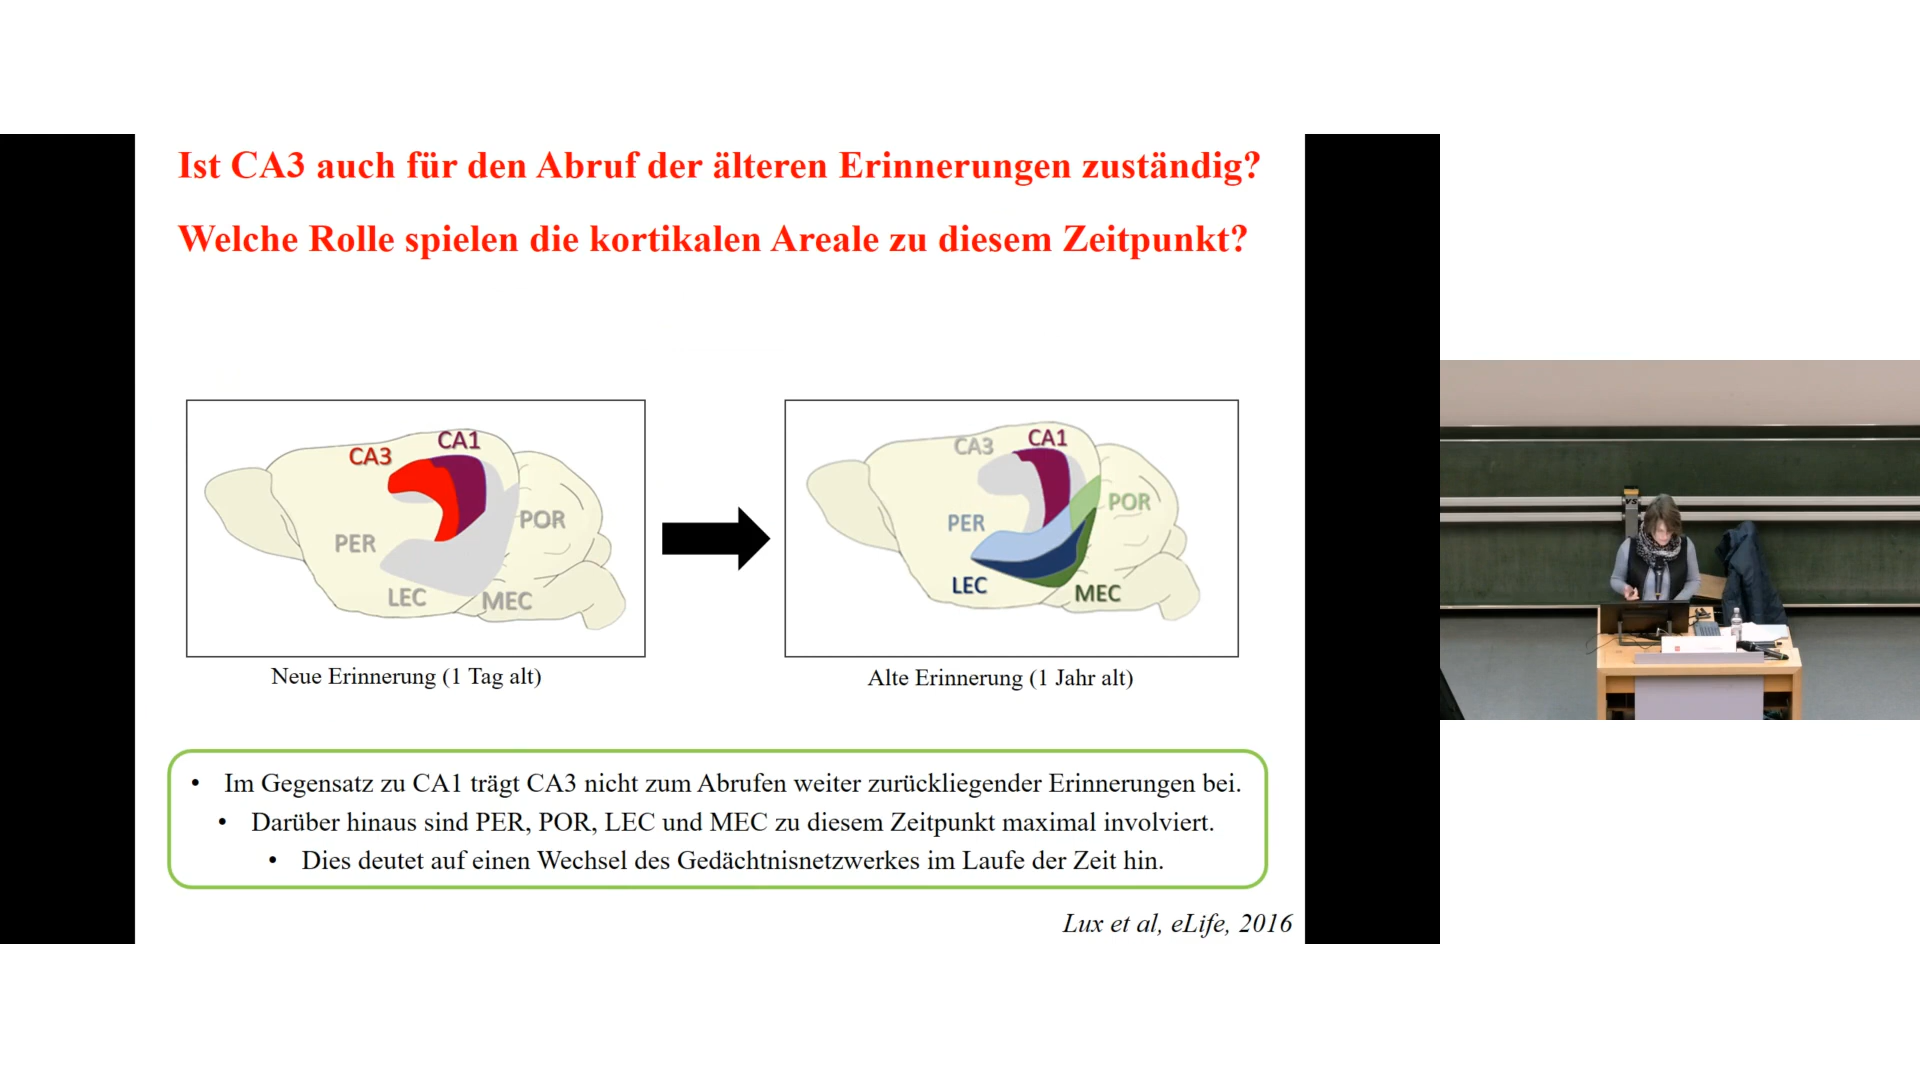 Ist CA3 auch für den Abruf der älteren Erinnerungen zuständig?
Welche Rolle spielen die kortikalen Areale zu diesem Zeitpunkt?
CA1
CA3
POR
PER
LEC
MEC
Neue Erinnerung (1 Tag alt)
CA1
CA3
POR
PER
LEC
MEC
Alte Erinnerung (1 Jahr alt)
• Im Gegensatz zu CA1 trägt CA3 nicht zum Abrufen weiter zurückliegender Erinnerungen bei.
• Darüber hinaus sind PER, POR, LEC und MEC zu diesem Zeitpunkt maximal involviert.
• Dies deutet auf einen Wechsel des Gedächtnisnetzwerkes im Laufe der Zeit hin.
Lux et al, eLife, 2016